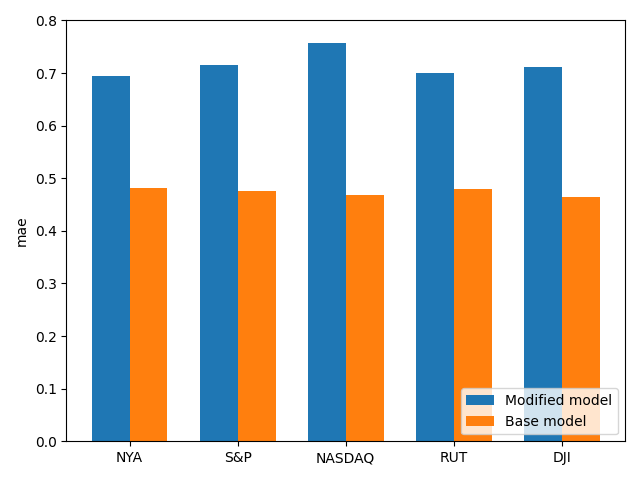 0.8
0.7
0.6
0.5
0.4
0.3
0.2
0.1
0.0
mae
NYA
S&P
NASDAQ
RUT
DJI
Modified model
Base model